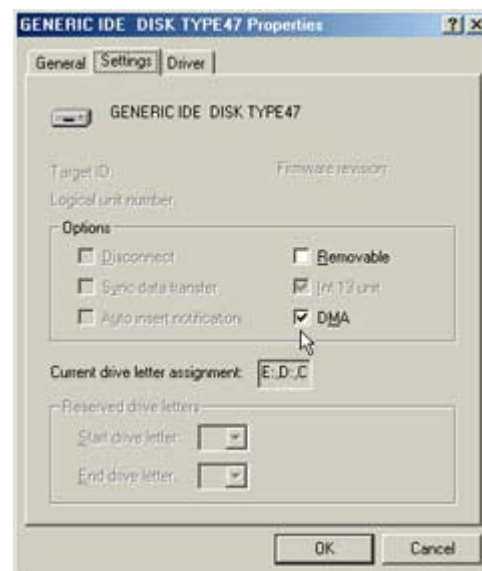 GENERIC IDE  DISK TYPE47 Properties
General Settings Driver
GENERIC IDE  DISK TYPE47
Target ID: Firmware revision:
Logical unit number:
Options
Disconnect Removable
Sync data transfer Int 13 unit
Auto insert notification DMA
Current drive letter assignment: E:,D:,C
Reserved drive letters
Start drive letter:
End drive letter:
OK Cancel